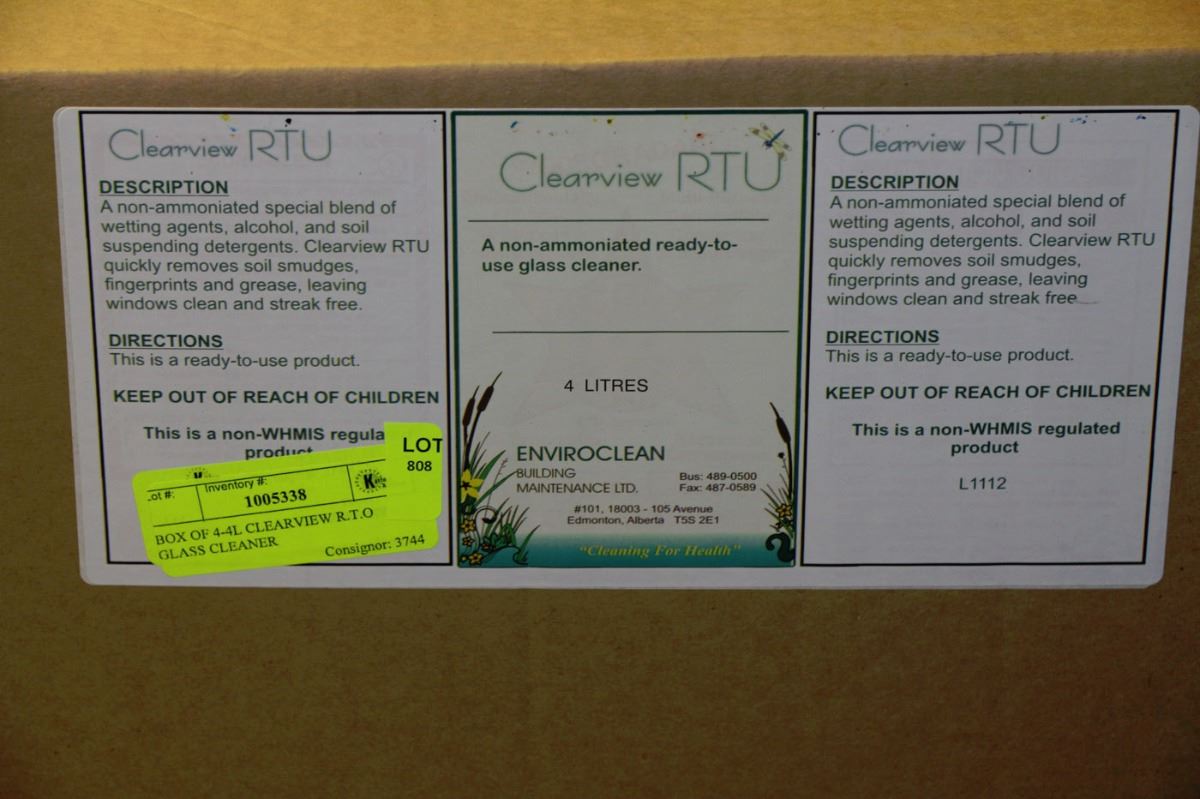 Clearview RTU
DESCRIPTION
A non-ammoniated special blend of
wetting agents, alcohol, and soil
suspending detergents. Clearview RTU
quickly removes soil smudges,
fingerprints and grease, leaving
windows clean and streak free.
DIRECTIONS
This is a ready-to-use product.
KEEP OUT OF REACH OF CHILDREN
This is a non-WHMIS regula
product
LOT
808
Inventory #:
1005338
BOX OF 4-4L CLEARVIEW R.T.O
GLASS CLEANER
Consignor: 3744
Clearview RTU
A non-ammoniated ready-to-
use glass cleaner.
4 LITRES
ENVIROCLEAN
BUILDING
MAINTENANCE LTD.
Bus: 489-0500
Fax: 487-0589
#101, 18003 - 105 Avenue
Edmonton, Alberta T5S 2E1
"Cleaning For Health"
Clearview RTU
DESCRIPTION
A non-ammoniated special blend of
wetting agents, alcohol, and soil
suspending detergents. Clearview RTU
quickly removes soil smudges,
fingerprints and grease, leaving
windows clean and streak free
DIRECTIONS
This is a ready-to-use product.
KEEP OUT OF REACH OF CHILDREN
This is a non-WHMIS regulated
product
L1112